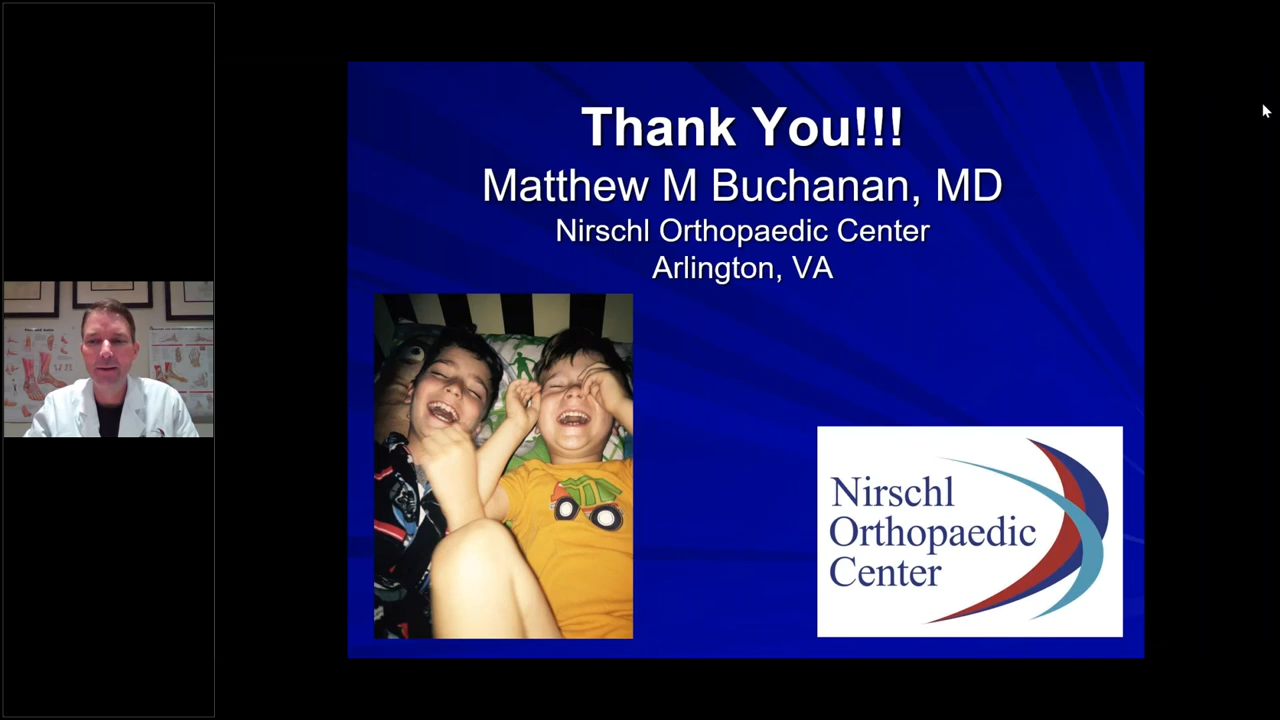 Thank You!!!
Matthew M Buchanan, MD
Nirschl Orthopaedic Center
Arlington, VA
Nirschl
Orthopaedic
Center